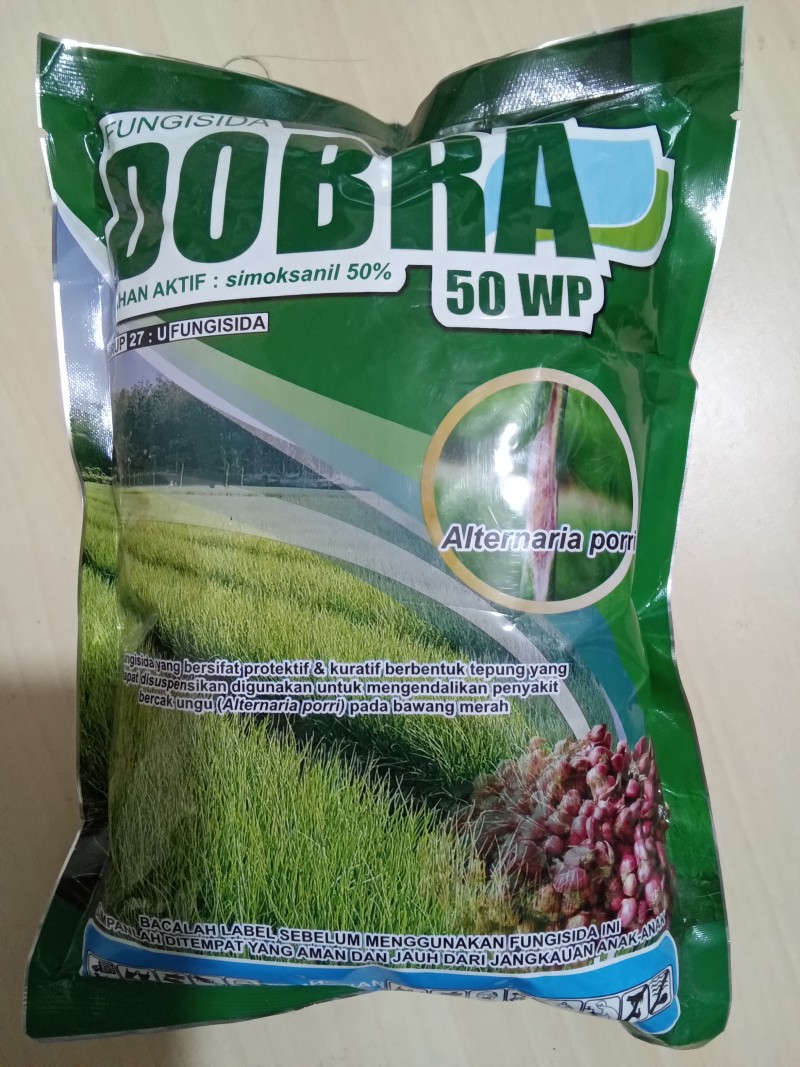 FUNGISIDA
DOBRA
50 WP
HAN AKTIF : simoksanil 50%
UP 27 : U FUNGISIDA
Alternaria porri
ngisida yang bersifat protektif & kuratif berbentuk tepung yang
pat disuspensikan digunakan untuk mengendalikan penyakit
bercak ungu (Alternaria porri) pada bawang merah
BACALAH LABEL SEBELUM MENGGUNAKAN FUNGISIDA INI
MPANLAH DITEMPAT YANG AMAN DAN JAUH DARI JANGKAUAN ANAK-ANAK